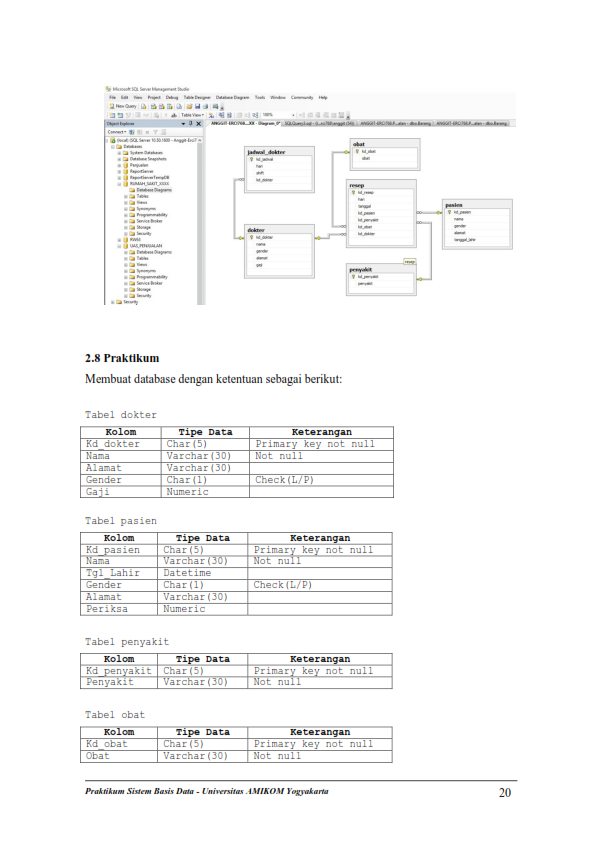 Microsoft SQL Server Management Studio
File Edit View Project Debug Table Designer Database Diagram Tools Window Community Help
New Query
Table View 100%
Object Explorer
Connect
Databases
System Databases
Database Snapshots
Penjualan
ReportServer
ReportServerTempDB
RUMAH_SAKIT_XXXX
Database Diagrams
Tables
Views
Synonyms
Programmability
Service Broker
Storage
Security
UAS_PENJUALAN
Database Diagrams
Tables
Views
Synonyms
Programmability
Service Broker
Storage
Security
Security
jadwal_dokter
kd_jadwal
hari
shift
kd_dokter
dokter
kd_dokter
nama
gender
alamat
gaji
obat
kd_obat
obat
resep
kd_resep
hari
tanggal
kd_pasien
kd_penyakit
kd_obat
kd_dokter
resep
penyakit
kd_penyakit
penyakit
pasien
kd_pasien
nama
gender
alamat
tanggal_lahir
2.8 Praktikum
Membuat database dengan ketentuan sebagai berikut:
Tabel dokter
Kolom Tipe Data Keterangan
Kd_dokter Char(5) Primary key not null
Nama Varchar(30) Not null
Alamat Varchar(30)
Gender Char(1) Check(L/P)
Gaji Numeric
Tabel pasien
Kolom Tipe Data Keterangan
Kd_pasien Char(5) Primary key not null
Nama Varchar(30) Not null
Tgl_Lahir Datetime
Gender Char(1) Check(L/P)
Alamat Varchar(30)
Periksa Numeric
Tabel penyakit
Kolom Tipe Data Keterangan
Kd_penyakit Char(5) Primary key not null
Penyakit Varchar(30) Not null
Tabel obat
Kolom Tipe Data Keterangan
Kd_obat Char(5) Primary key not null
Obat Varchar(30) Not null
Praktikum Sistem Basis Data - Universitas AMIKOM Yogyakarta 20